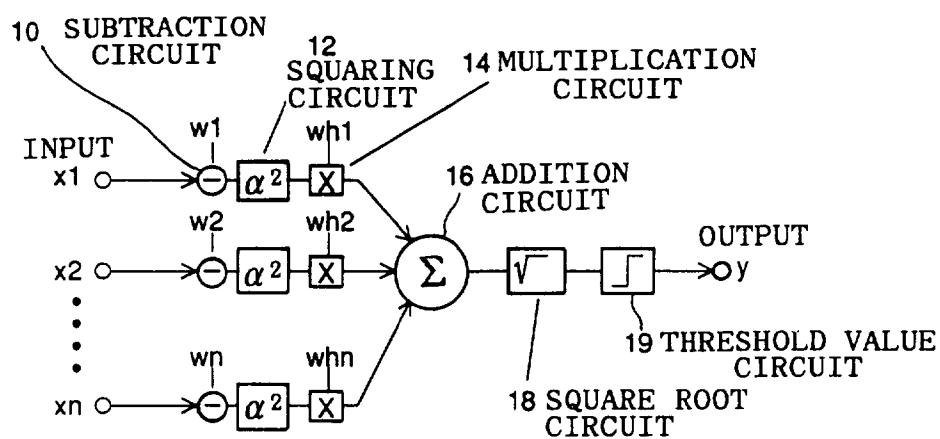 10 SUBTRACTION
CIRCUIT
12
SQUARING
CIRCUIT
14 MULTIPLICATION
CIRCUIT
INPUT
w1
wh1
x1
−
α²
X
16 ADDITION
CIRCUIT
w2
wh2
OUTPUT
x2
−
α²
X
Σ
√
y
19 THRESHOLD VALUE
CIRCUIT
wn
whn
xn
−
α²
X
18 SQUARE ROOT
CIRCUIT